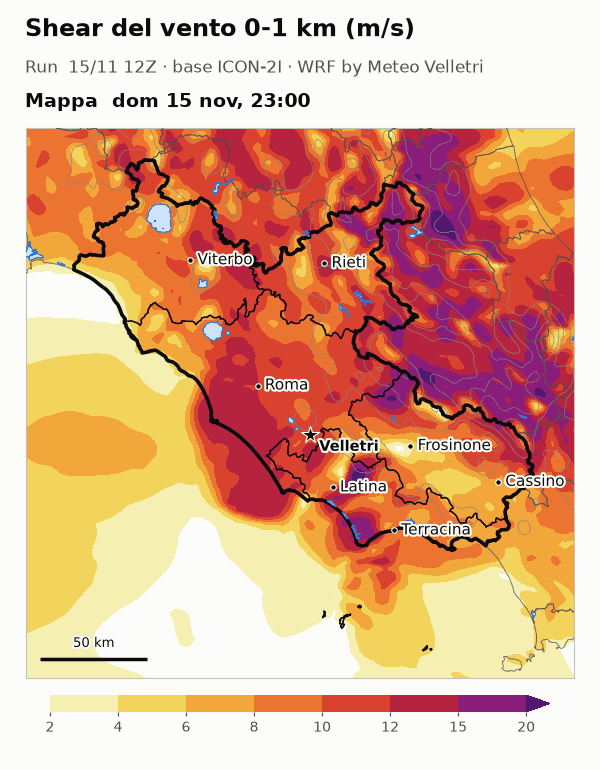 Shear del vento 0-1 km (m/s)
Run  15/11 12Z · base ICON-2I · WRF by Meteo Velletri
Mappa  dom 15 nov, 23:00
Viterbo
Rieti
Roma
Velletri
Frosinone
Latina
Cassino
Terracina
50 km
2 4 6 8 10 12 15 20